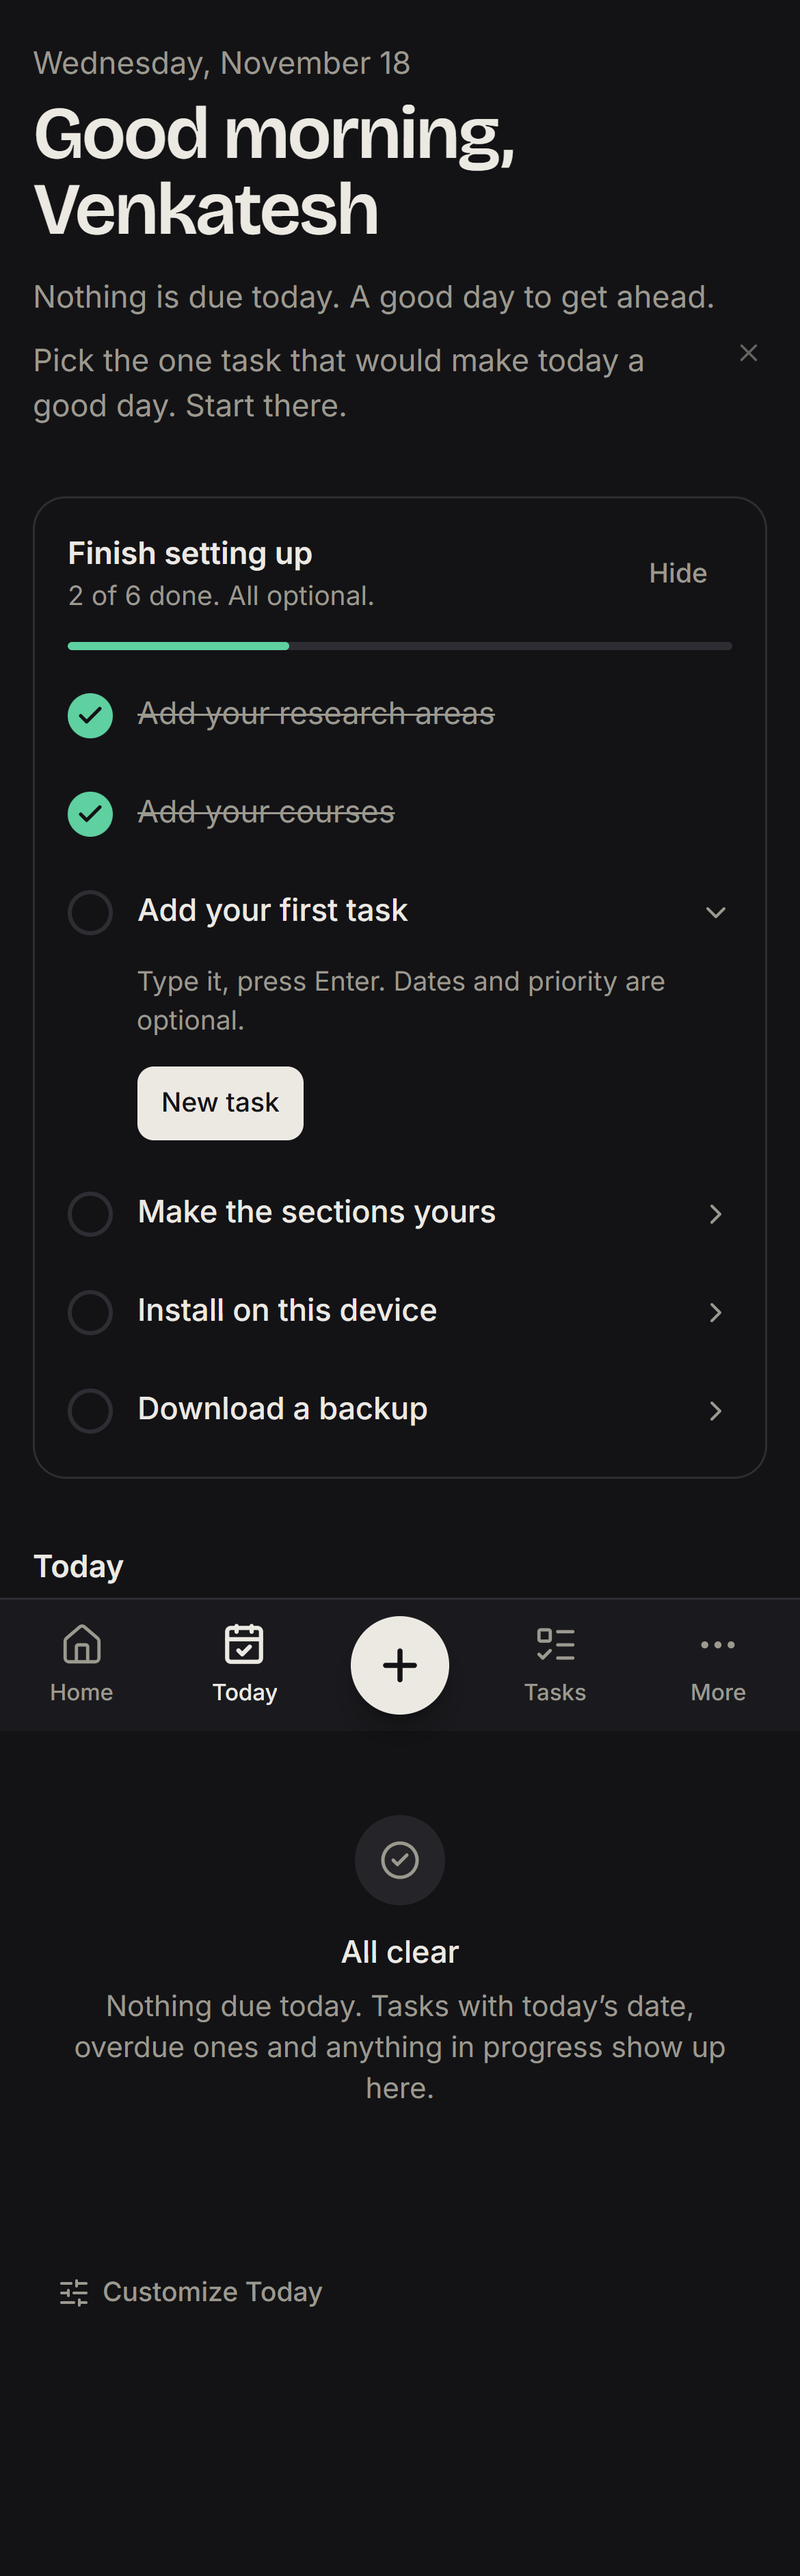 Wednesday, November 18
Good morning,
Venkatesh
Nothing is due today. A good day to get ahead.
Pick the one task that would make today a
good day. Start there.
Finish setting up
2 of 6 done. All optional.
Hide
Add your research areas
Add your courses
Add your first task
Type it, press Enter. Dates and priority are
optional.
New task
Make the sections yours
Install on this device
Download a backup
Today
Home
Today
Tasks
More
All clear
Nothing due today. Tasks with today’s date,
overdue ones and anything in progress show up
here.
Customize Today